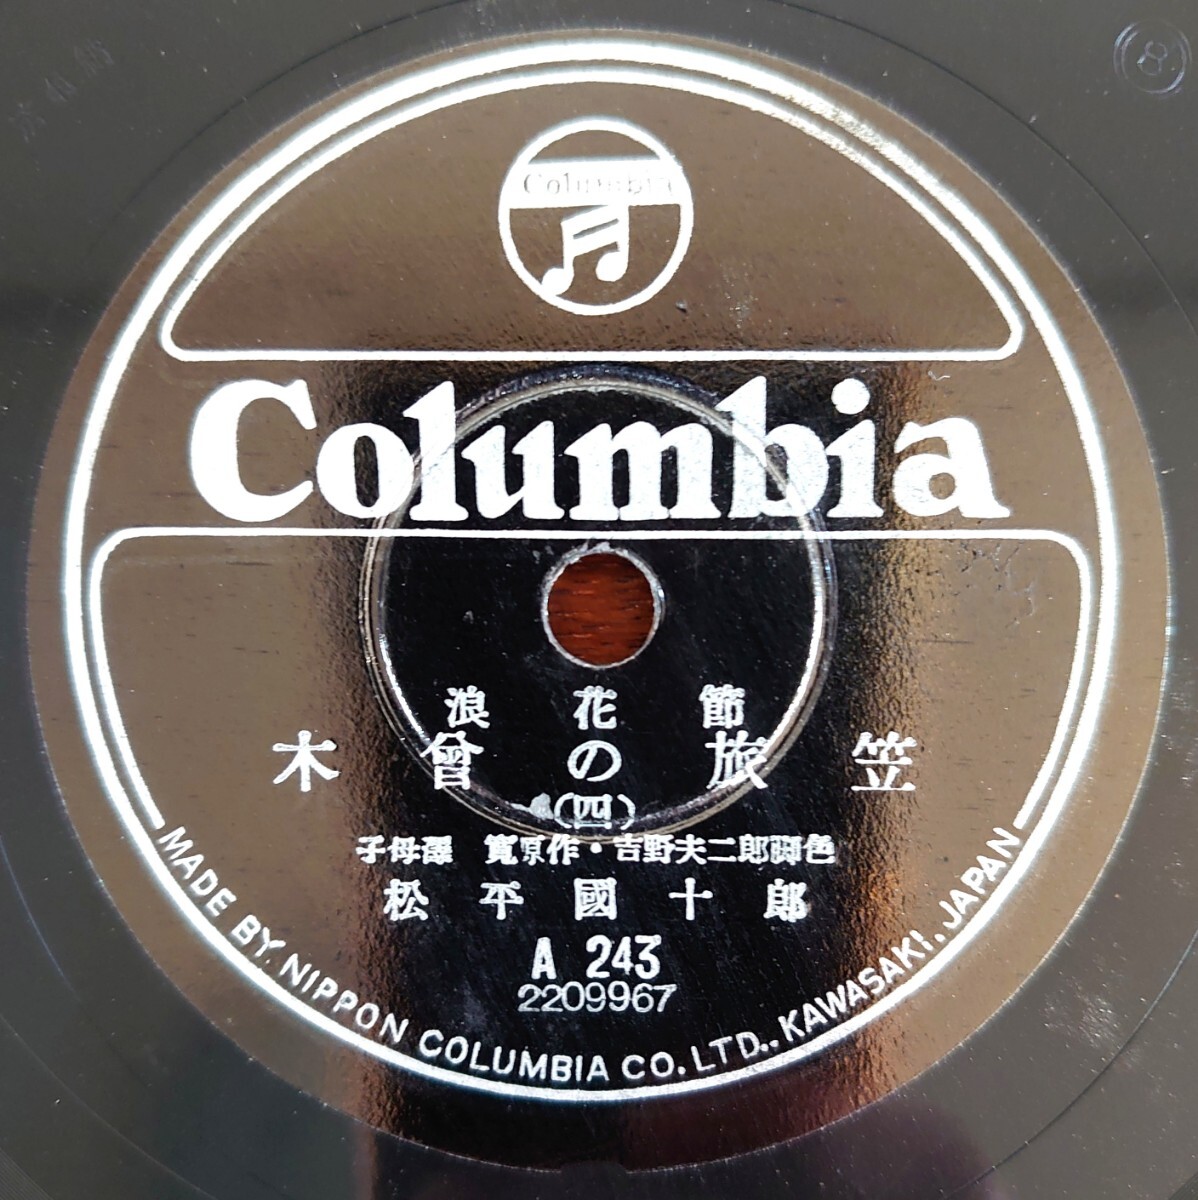 (8)
Columbia
Columbia
浪花節
木曾の旅笠
(四)
子母澤 寛原作・吉野夫二郎脚色
松平國十郎
A 243
2209967
MADE BY NIPPON COLUMBIA CO. LTD., KAWASAKI, JAPAN